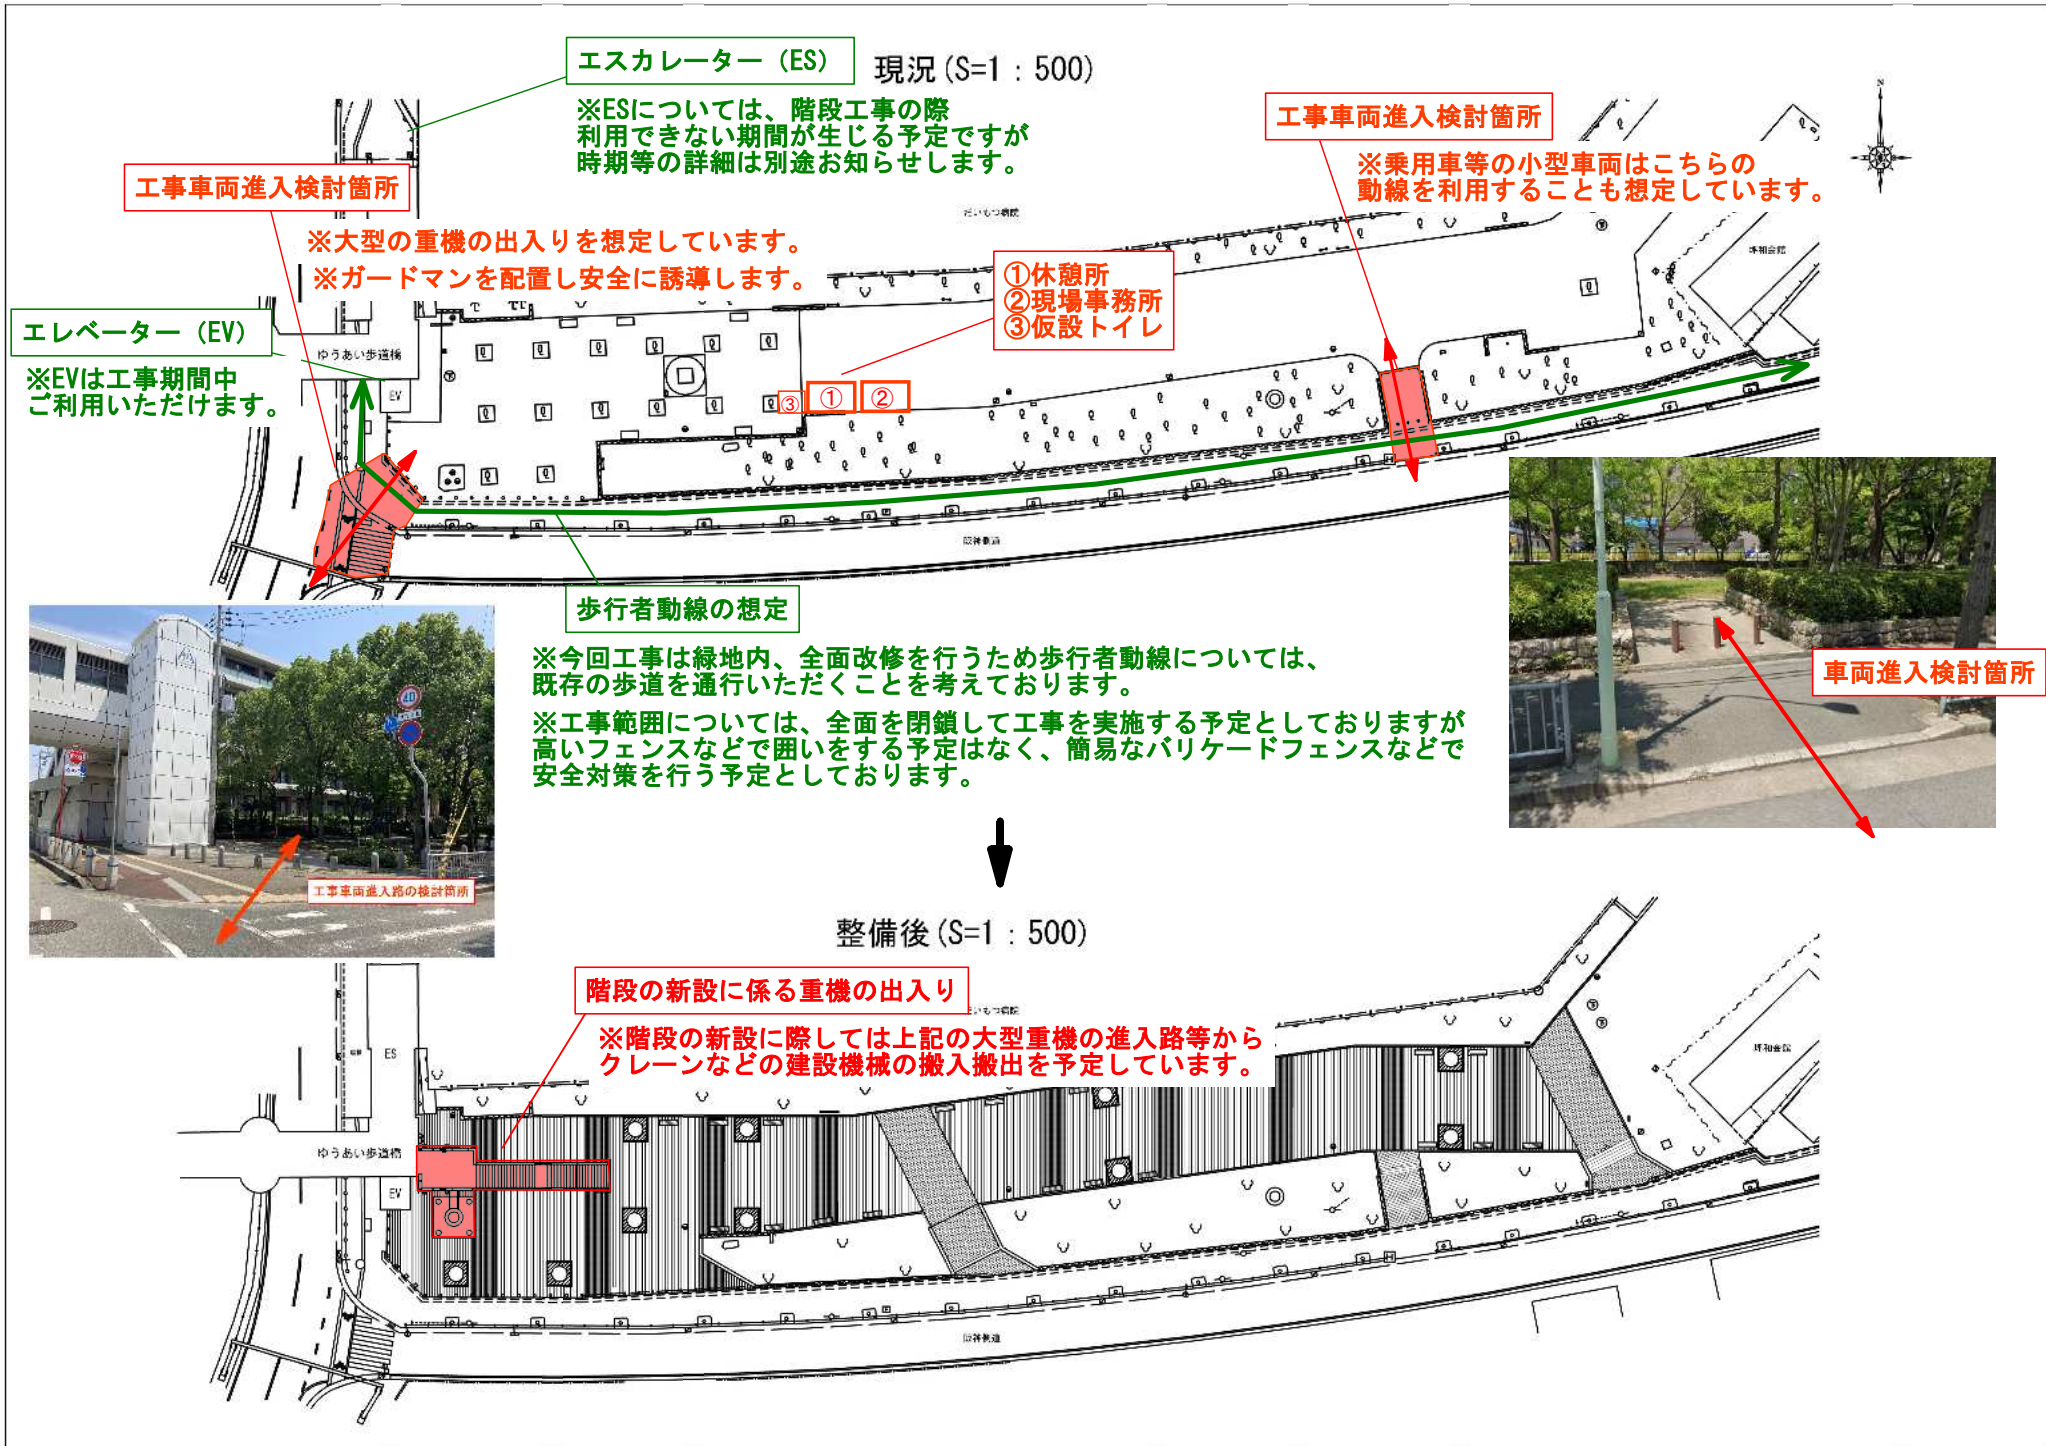 エスカレーター（ES）
現況(S=1：500)
※ESについては、階段工事の際
利用できない期間が生じる予定ですが
時期等の詳細は別途お知らせします。
工事車両進入検討箇所
※乗用車等の小型車両はこちらの
動線を利用することも想定しています。
N
工事車両進入検討箇所
※大型の重機の出入りを想定しています。
※ガードマンを配置し安全に誘導します。
だいもつ病院
①休憩所
②現場事務所
③仮設トイレ
エレベーター（EV）
※EVは工事期間中
ご利用いただけます。
ゆうあい歩道橋
EV
③
①
②
阪神側道
歩行者動線の想定
※今回工事は緑地内、全面改修を行うため歩行者動線については、
既存の歩道を通行いただくことを考えております。
※工事範囲については、全面を閉鎖して工事を実施する予定としておりますが
高いフェンスなどで囲いをする予定はなく、簡易なバリケードフェンスなどで
安全対策を行う予定としております。
車両進入検討箇所
40
工事車両進入路の検討箇所
整備後(S=1：500)
階段の新設に係る重機の出入り
いもつ病院
※階段の新設に際しては上記の大型重機の進入路等から
クレーンなどの建設機械の搬入搬出を予定しています。
ES
ゆうあい歩道橋
EV
阪神側道